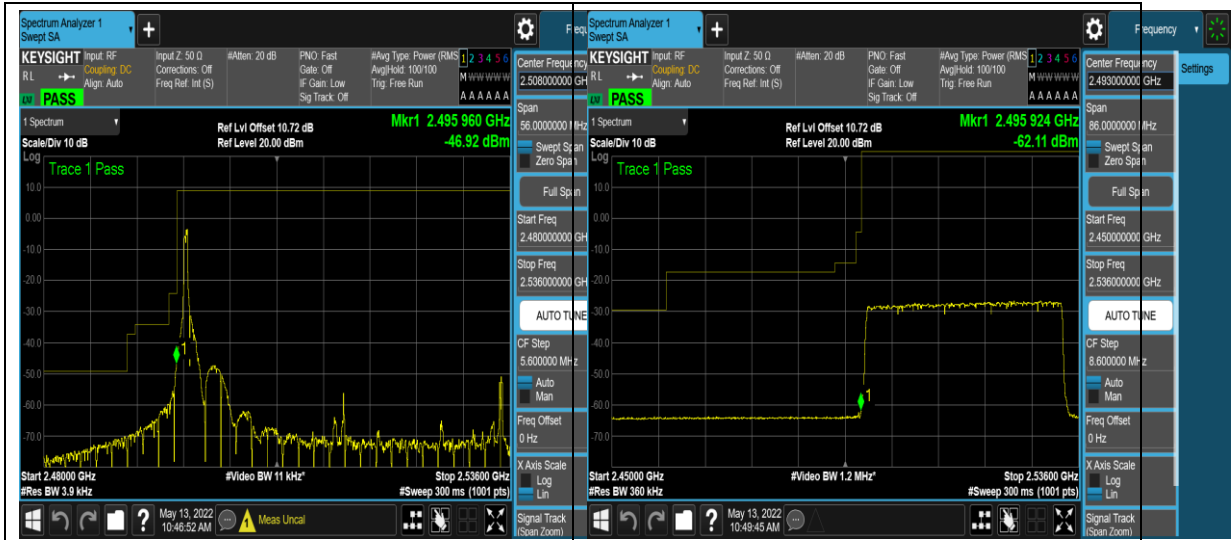 Spectrum Analyzer 1
Swept SA
+
KEYSIGHT
RL
PASS
Input: RF
Coupling: DC
Align: Auto
Input Z: 50 Ω
Corrections: Off
Freq Ref: Int (S)
#Atten: 20 dB
PNO: Fast
Gate: Off
IF Gain: Low
Sig Track: Off
#Avg Type: Power (RMS
Avg|Hold: 100/100
Trig: Free Run
1 2 3 4 5 6
M W W W W W
A A A A A A
1 Spectrum
Scale/Div 10 dB
Log
Ref Lvl Offset 10.72 dB
Ref Level 20.00 dBm
Mkr1 2.495 960 GHz
-46.92 dBm
Trace 1 Pass
10.0
0.00
-10.0
-20.0
-30.0
-40.0
-50.0
-60.0
-70.0
1
Start 2.48000 GHz
#Res BW 3.9 kHz
#Video BW 11 kHz*
Stop 2.53600 GHz
#Sweep 300 ms (1001 pts)
?
May 13, 2022
10:46:52 AM
Meas Uncal
Frequ
Center Frequency
2.508000000 GHz
Span
56.0000000 MHz
Swept Span
Zero Span
Full Span
Start Freq
2.480000000 GH
Stop Freq
2.536000000 GH
AUTO TUNE
CF Step
5.600000 MHz
Auto
Man
Freq Offset
0 Hz
X Axis Scale
Log
Lin
Signal Track
(Span Zoom)
Spectrum Analyzer 1
Swept SA
+
KEYSIGHT
RL
PASS
Input: RF
Coupling: DC
Align: Auto
Input Z: 50 Ω
Corrections: Off
Freq Ref: Int (S)
#Atten: 20 dB
PNO: Fast
Gate: Off
IF Gain: Low
Sig Track: Off
#Avg Type: Power (RMS
Avg|Hold: 100/100
Trig: Free Run
1 2 3 4 5 6
M W W W W W
A A A A A A
1 Spectrum
Scale/Div 10 dB
Log
Ref Lvl Offset 10.72 dB
Ref Level 20.00 dBm
Mkr1 2.495 924 GHz
-62.11 dBm
Trace 1 Pass
10.0
0.00
-10.0
-20.0
-30.0
-40.0
-50.0
-60.0
-70.0
1
Start 2.45000 GHz
#Res BW 360 kHz
#Video BW 1.2 MHz*
Stop 2.53600 GHz
#Sweep 300 ms (1001 pts)
?
May 13, 2022
10:49:45 AM
Frequency
Center Frequency
2.493000000 GHz
Span
86.0000000 MHz
Swept Span
Zero Span
Full Span
Start Freq
2.450000000 GHz
Stop Freq
2.536000000 GHz
AUTO TUNE
CF Step
8.600000 MHz
Auto
Man
Freq Offset
0 Hz
X Axis Scale
Log
Lin
Signal Track
(Span Zoom)
Settings